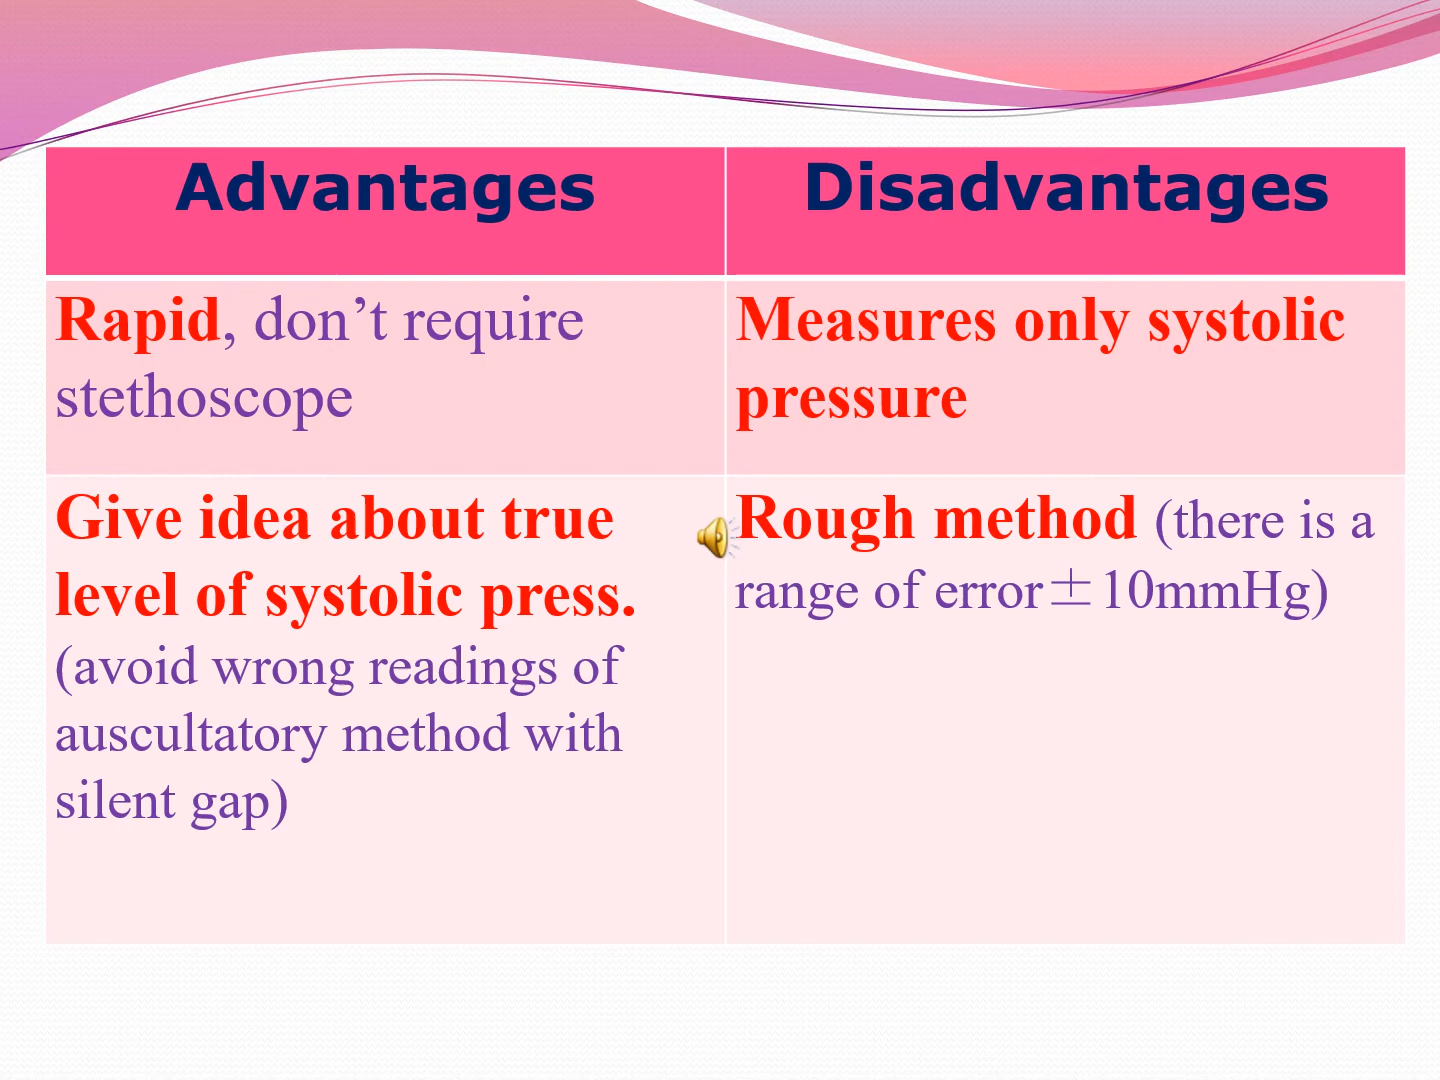 Advantages
Disadvantages
Rapid, don’t require
stethoscope
Measures only systolic
pressure
Give idea about true
level of systolic press.
(avoid wrong readings of
auscultatory method with
silent gap)
Rough method (there is a
range of error±10mmHg)